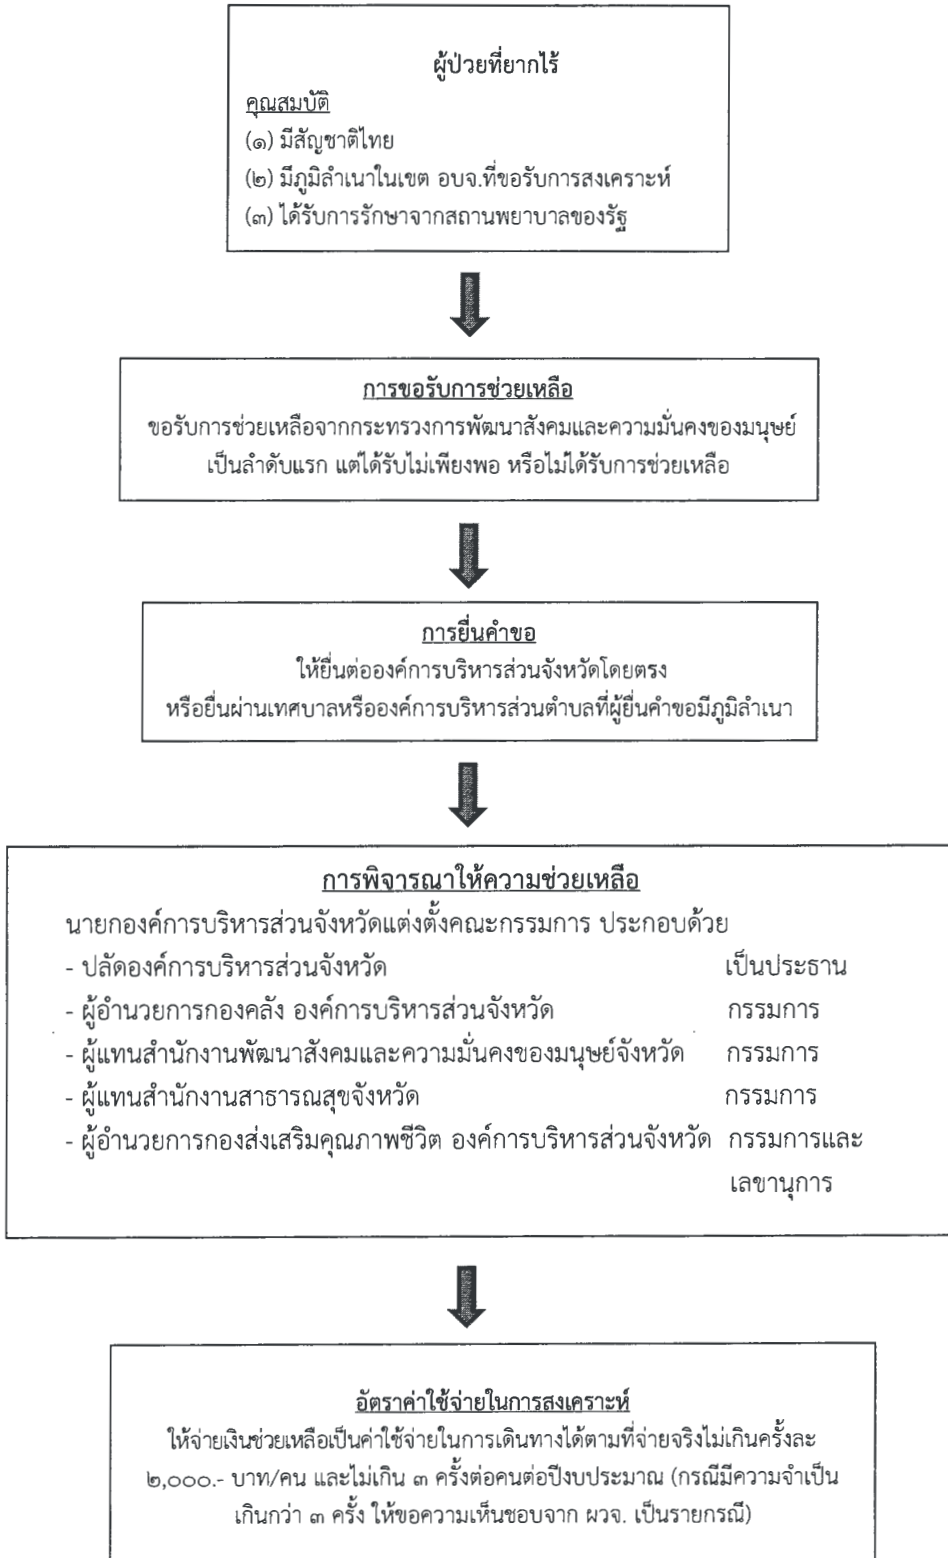 ผู้ป่วยที่ยากไร้
คุณสมบัติ
(๑) มีสัญชาติไทย
(๒) มีภูมิลำเนาในเขต อบจ.ที่ขอรับการสงเคราะห์
(๓) ได้รับการรักษาจากสถานพยาบาลของรัฐ
การขอรับการช่วยเหลือ
ขอรับการช่วยเหลือจากกระทรวงการพัฒนาสังคมและความมั่นคงของมนุษย์
เป็นลำดับแรก แต่ได้รับไม่เพียงพอ หรือไม่ได้รับการช่วยเหลือ
การยื่นคำขอ
ให้ยื่นต่อองค์การบริหารส่วนจังหวัดโดยตรง
หรือยื่นผ่านเทศบาลหรือองค์การบริหารส่วนตำบลที่ผู้ยื่นคำขอมีภูมิลำเนา
การพิจารณาให้ความช่วยเหลือ
นายกองค์การบริหารส่วนจังหวัดแต่งตั้งคณะกรรมการ ประกอบด้วย
- ปลัดองค์การบริหารส่วนจังหวัด เป็นประธาน
- ผู้อำนวยการกองคลัง องค์การบริหารส่วนจังหวัด กรรมการ
- ผู้แทนสำนักงานพัฒนาสังคมและความมั่นคงของมนุษย์จังหวัด กรรมการ
- ผู้แทนสำนักงานสาธารณสุขจังหวัด กรรมการ
- ผู้อำนวยการกองส่งเสริมคุณภาพชีวิต องค์การบริหารส่วนจังหวัด กรรมการและ
เลขานุการ
อัตราค่าใช้จ่ายในการสงเคราะห์
ให้จ่ายเงินช่วยเหลือเป็นค่าใช้จ่ายในการเดินทางได้ตามที่จ่ายจริงไม่เกินครั้งละ
๒,๐๐๐.- บาท/คน และไม่เกิน ๓ ครั้งต่อคนต่อปีงบประมาณ (กรณีมีความจำเป็น
เกินกว่า ๓ ครั้ง ให้ขอความเห็นชอบจาก ผวจ. เป็นรายกรณี)